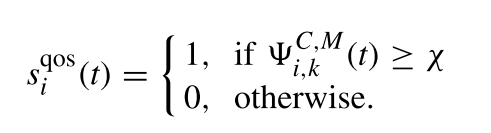 s_i^{qos}(t) = { 1, if Ψ_{i,k}^{C,M}(t) ≥ χ
0, otherwise.